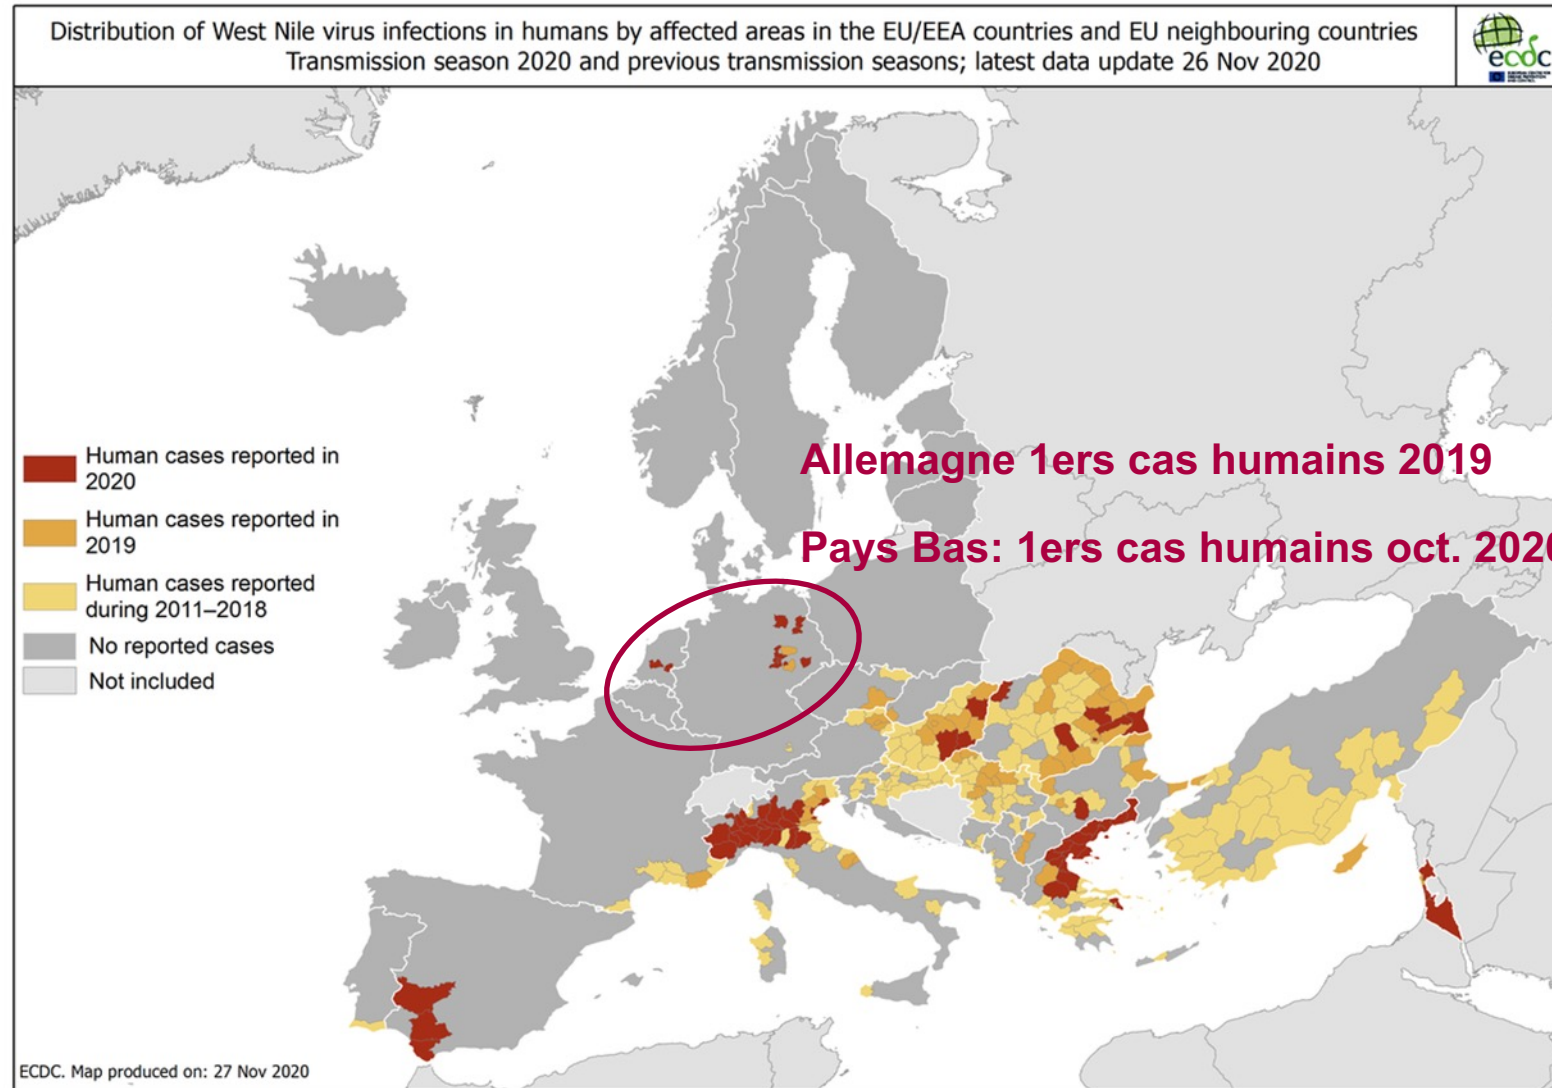 Distribution of West Nile virus infections in humans by affected areas in the EU/EEA countries and EU neighbouring countries
Transmission season 2020 and previous transmission seasons; latest data update 26 Nov 2020
ecdc
Allemagne 1ers cas humains 2019
Pays Bas: 1ers cas humains oct. 2020
Human cases reported in
2020
Human cases reported in
2019
Human cases reported
during 2011–2018
No reported cases
Not included
ECDC. Map produced on: 27 Nov 2020